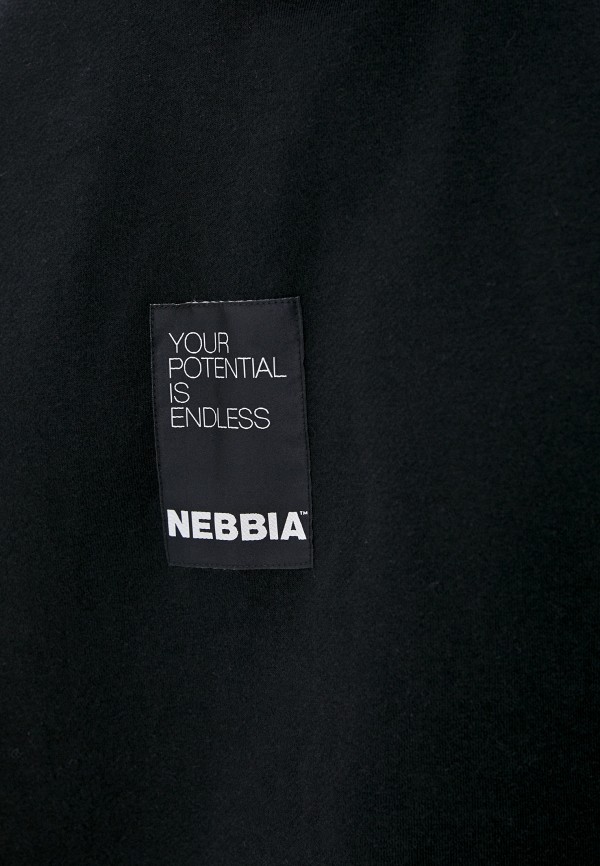 YOUR
POTENTIAL
IS
ENDLESS
NEBBIA™